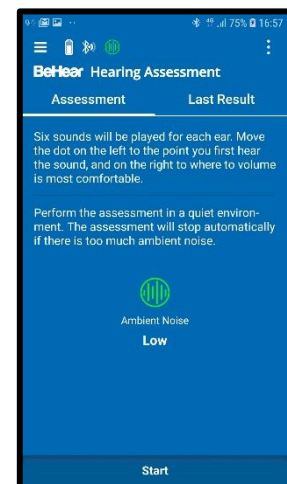 75% 16:57
BeHear Hearing Assessment
Assessment Last Result
Six sounds will be played for each ear. Move
the dot on the left to the point you first hear
the sound, and on the right to where to volume
is most comfortable.
Perform the assessment in a quiet environ-
ment. The assessment will stop automatically
if there is too much ambient noise.
Ambient Noise
Low
Start